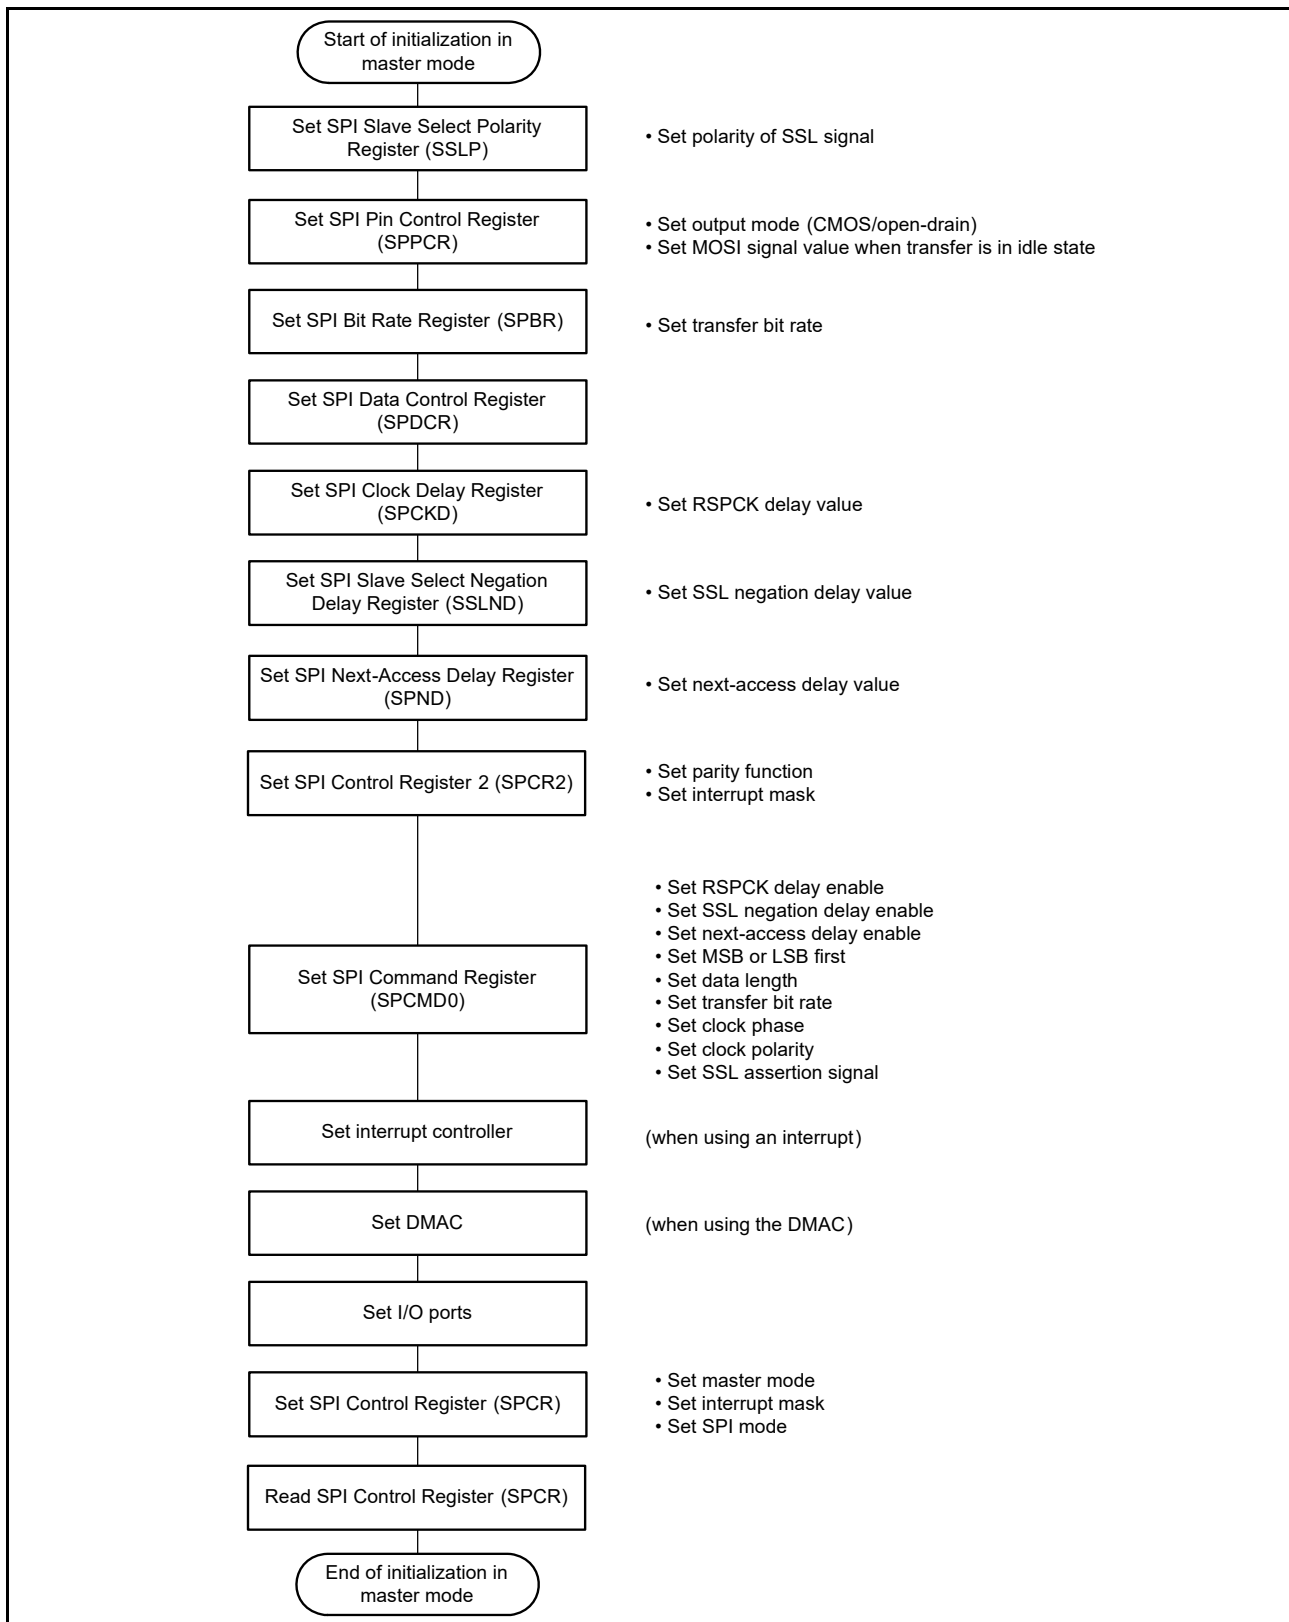 Start of initialization in
master mode
Set SPI Slave Select Polarity
Register (SSLP)
• Set polarity of SSL signal
Set SPI Pin Control Register
(SPPCR)
• Set output mode (CMOS/open-drain)
• Set MOSI signal value when transfer is in idle state
Set SPI Bit Rate Register (SPBR)
• Set transfer bit rate
Set SPI Data Control Register
(SPDCR)
Set SPI Clock Delay Register
(SPCKD)
• Set RSPCK delay value
Set SPI Slave Select Negation
Delay Register (SSLND)
• Set SSL negation delay value
Set SPI Next-Access Delay Register
(SPND)
• Set next-access delay value
Set SPI Control Register 2 (SPCR2)
• Set parity function
• Set interrupt mask
Set SPI Command Register
(SPCMD0)
• Set RSPCK delay enable
• Set SSL negation delay enable
• Set next-access delay enable
• Set MSB or LSB first
• Set data length
• Set transfer bit rate
• Set clock phase
• Set clock polarity
• Set SSL assertion signal
Set interrupt controller
(when using an interrupt)
Set DMAC
(when using the DMAC)
Set I/O ports
Set SPI Control Register (SPCR)
• Set master mode
• Set interrupt mask
• Set SPI mode
Read SPI Control Register (SPCR)
End of initialization in
master mode